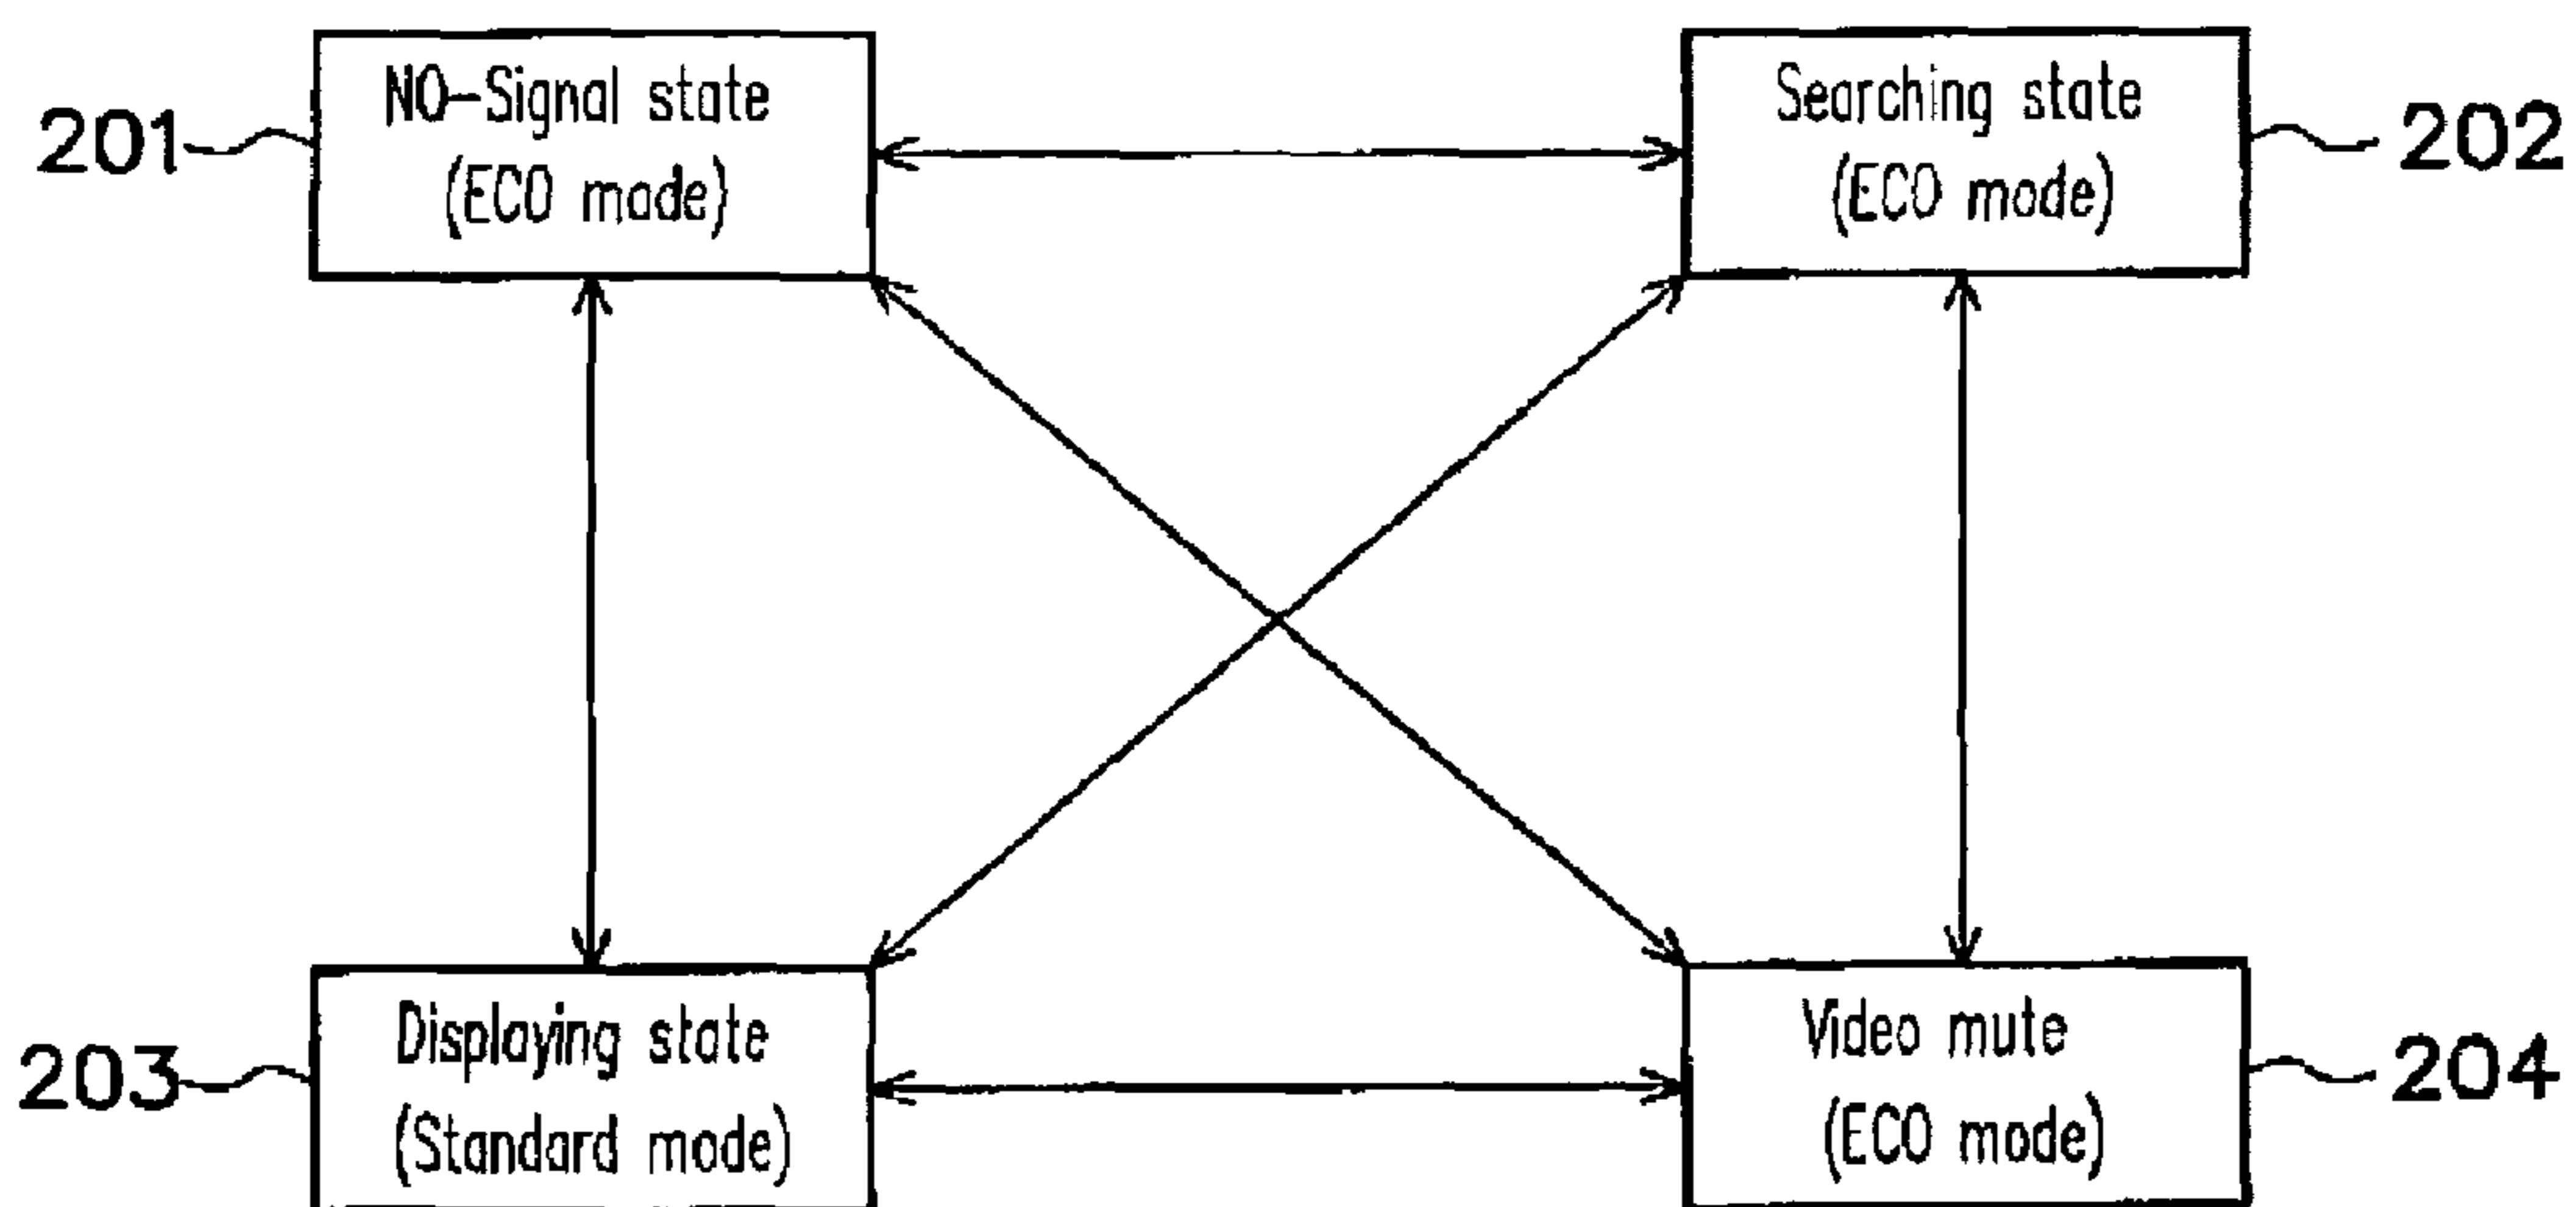 201
NO-Signal state
(ECO mode)
Searching state
(ECO mode)
202
203
Displaying state
(Standard mode)
Video mute
(ECO mode)
204